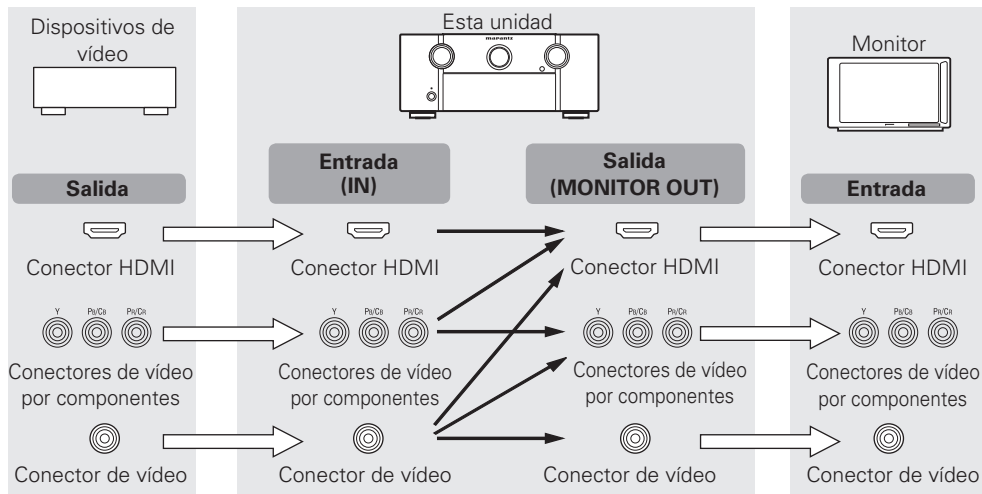 Dispositivos de
vídeo
Esta unidad
marantz
Monitor
Salida
Entrada
(IN)
Salida
(MONITOR OUT)
Entrada
Conector HDMI
Conector HDMI
Conector HDMI
Conector HDMI
Y PB/CB PR/CR
Y PB/CB PR/CR
Y PB/CB PR/CR
Y PB/CB PR/CR
Conectores de vídeo
por componentes
Conectores de vídeo
por componentes
Conectores de vídeo
por componentes
Conectores de vídeo
por componentes
Conector de vídeo
Conector de vídeo
Conector de vídeo
Conector de vídeo